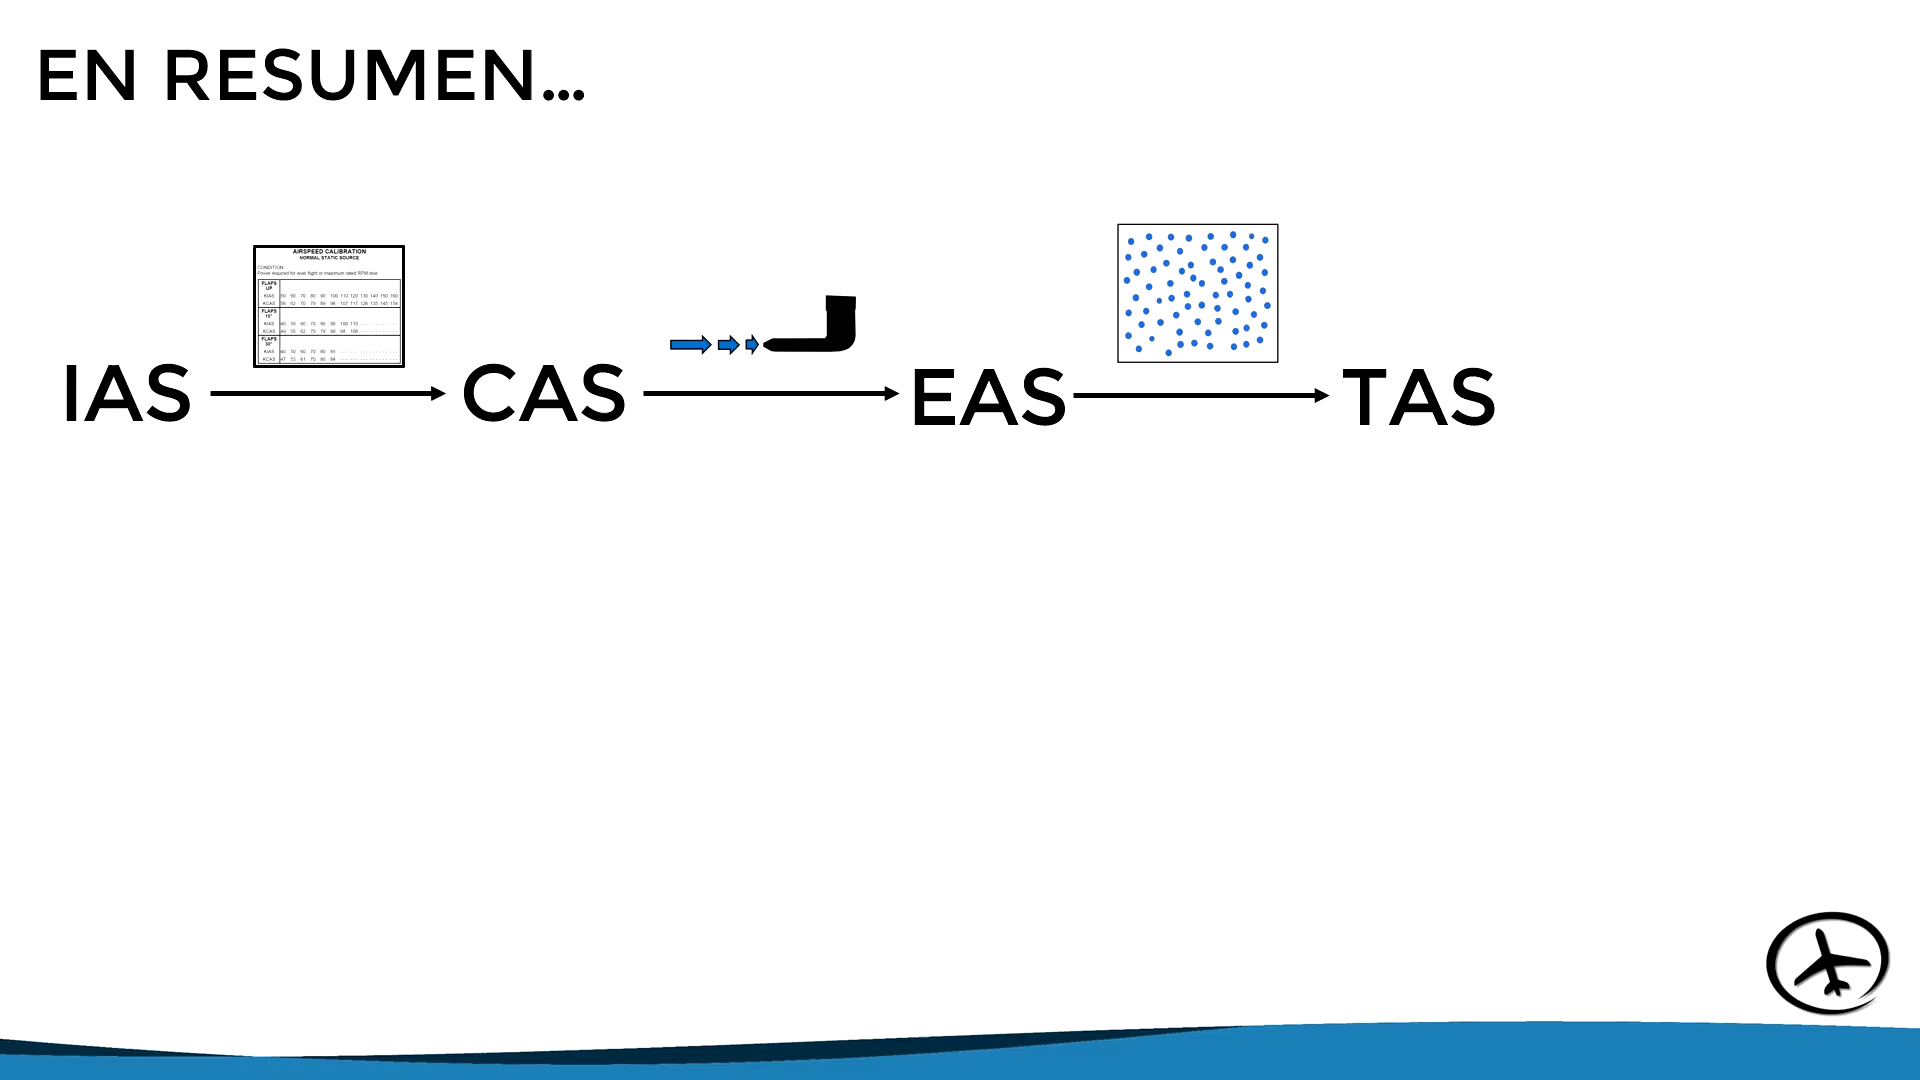 EN RESUMEN...
AIRSPEED CALIBRATION
NORMAL STATIC SOURCE
CONDITION:
Power required for level flight or maximum rated RPM dive.
FLAPS
UP
KIAS
KCAS
FLAPS
10°
KIAS
KCAS
FLAPS
30°
KIAS
KCAS
IAS CAS EAS TAS